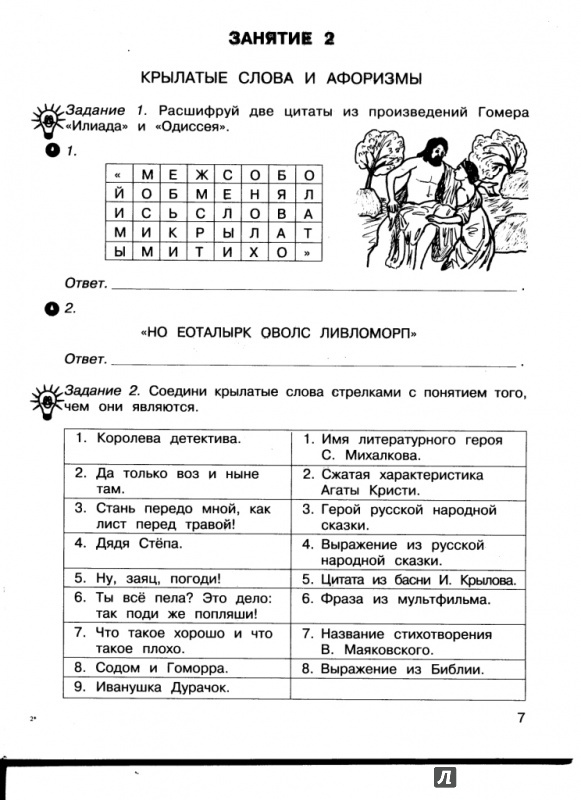 ЗАНЯТИЕ 2
КРЫЛАТЫЕ СЛОВА И АФОРИЗМЫ
Задание 1. Расшифруй две цитаты из произведений Гомера
«Илиада» и «Одиссея».
1.
« М Е Ж С О Б О
Й О Б М Е Н Я Л
И С Ь С Л О В А
М И К Р Ы Л А Т
Ы М И Т И Х О »
Ответ.
2.
«НО ЕОТАЛЫРК ОВОЛС ЛИВЛОМОРП»
Ответ.
Задание 2. Соедини крылатые слова стрелками с понятием того,
чем они являются.
1. Королева детектива.
1. Имя литературного героя
С. Михалкова.
2. Да только воз и ныне
там.
2. Сжатая характеристика
Агаты Кристи.
3. Стань передо мной, как
лист перед травой!
3. Герой русской народной
сказки.
4. Дядя Стёпа.
4. Выражение из русской
народной сказки.
5. Ну, заяц, погоди!
5. Цитата из басни И. Крылова.
6. Ты всё пела? Это дело:
так поди же попляши!
6. Фраза из мультфильма.
7. Что такое хорошо и что
такое плохо.
7. Название стихотворения
В. Маяковского.
8. Содом и Гоморра.
8. Выражение из Библии.
9. Иванушка Дурачок.
2*
7
Л